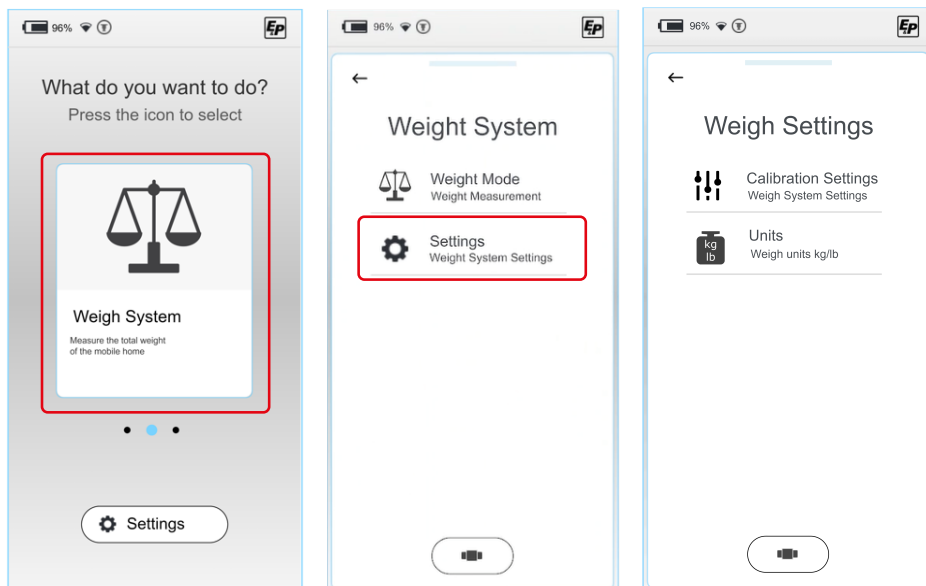 96%
EP
What do you want to do?
Press the icon to select
Weigh System
Measure the total weight
of the mobile home
Settings
96%
EP
Weight System
Weight Mode
Weight Measurement
Settings
Weight System Settings
96%
EP
Weigh Settings
Calibration Settings
Weigh System Settings
kg
lb
Units
Weigh units kg/lb